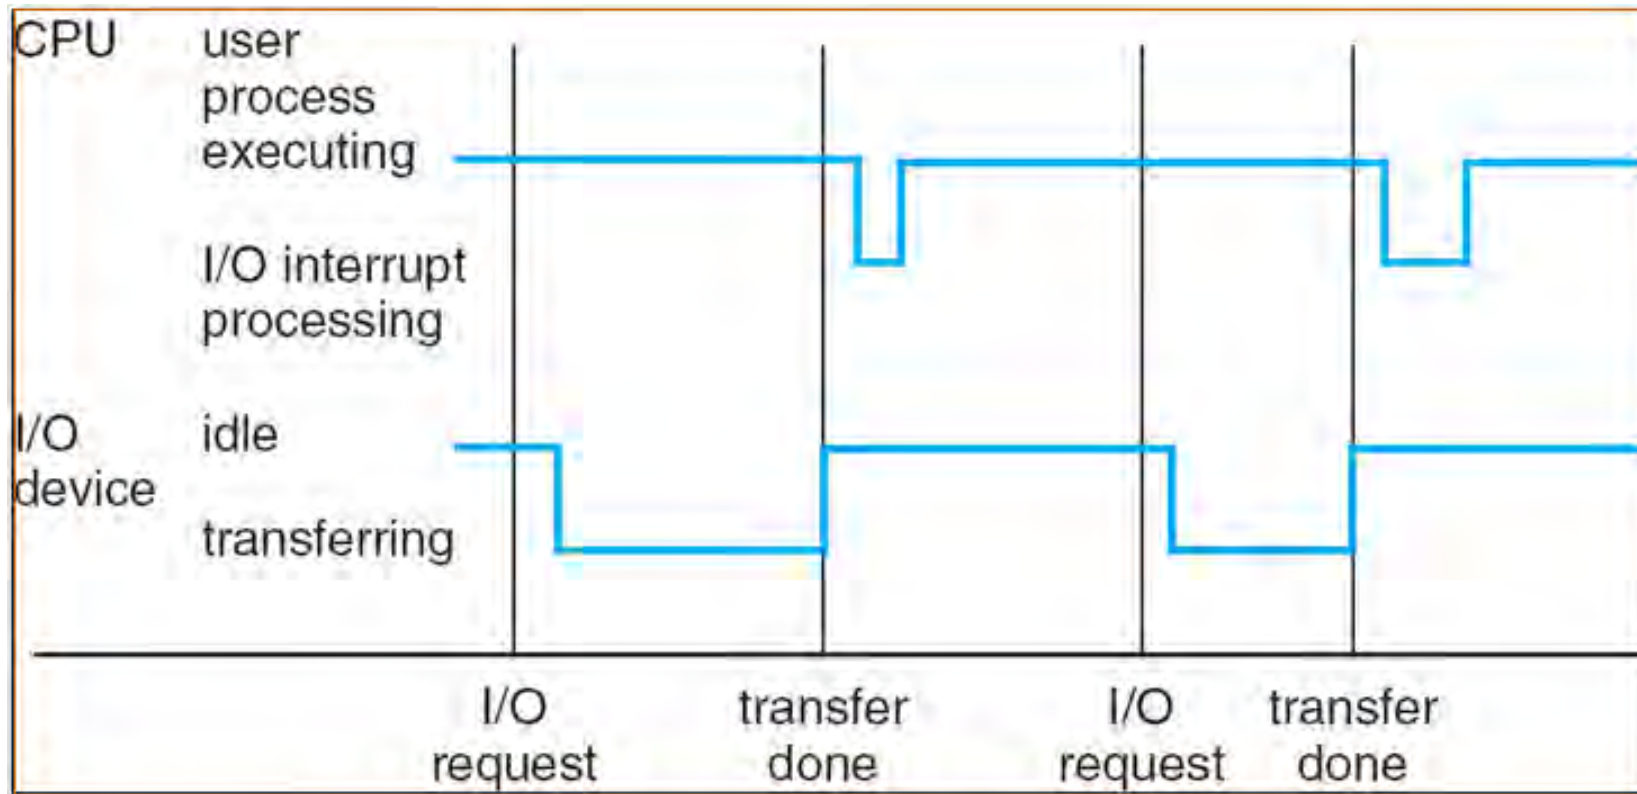 CPU
user
process
executing
I/O interrupt
processing
I/O
device
idle
transferring
I/O
request
transfer
done
I/O
request
transfer
done